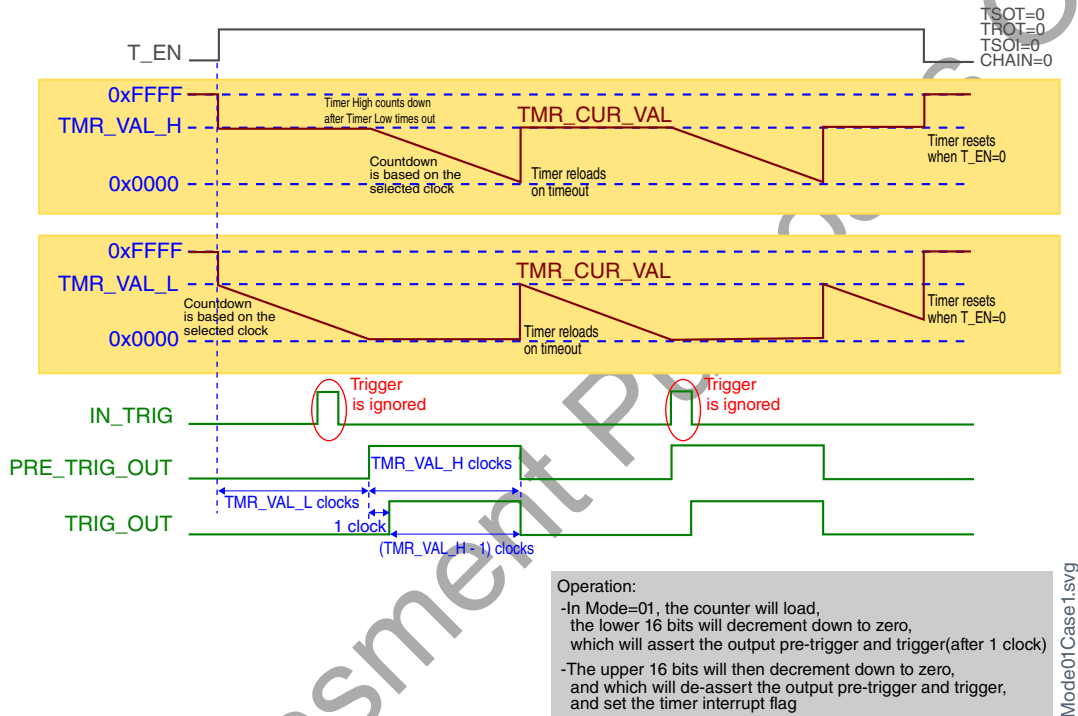 TSOT=0
TROT=0
TSOI=0
CHAIN=0
T_EN
0xFFFF
TMR_VAL_H
0x0000
Timer High counts down
after Timer Low times out
TMR_CUR_VAL
Countdown
is based on the
selected clock
Timer reloads
on timeout
Timer resets
when T_EN=0
0xFFFF
TMR_VAL_L
0x0000
TMR_CUR_VAL
Countdown
is based on the
selected clock
Timer reloads
on timeout
Timer resets
when T_EN=0
IN_TRIG
Trigger
is ignored
Trigger
is ignored
PRE_TRIG_OUT
TMR_VAL_H clocks
TMR_VAL_L clocks
TRIG_OUT
1 clock
(TMR_VAL_H - 1) clocks
Operation:
-In Mode=01, the counter will load,
the lower 16 bits will decrement down to zero,
which will assert the output pre-trigger and trigger(after 1 clock)
-The upper 16 bits will then decrement down to zero,
and which will de-assert the output pre-trigger and trigger,
and set the timer interrupt flag
Mode01Case1.svg